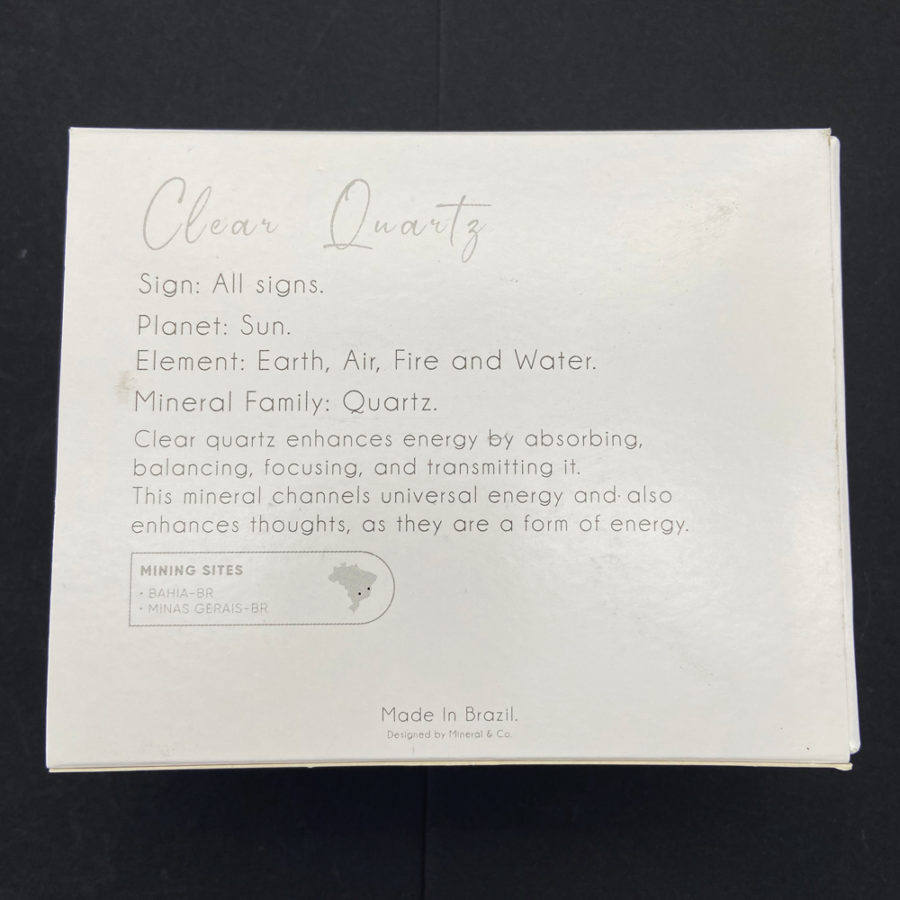 Clear Quartz
Sign: All signs.
Planet: Sun.
Element: Earth, Air, Fire and Water.
Mineral Family: Quartz.
Clear quartz enhances energy by absorbing,
balancing, focusing, and transmitting it.
This mineral channels universal energy and also
enhances thoughts, as they are a form of energy.
MINING SITES
• BAHIA-BR
• MINAS GERAIS-BR
Made In Brazil.
Designed by Mineral & Co.